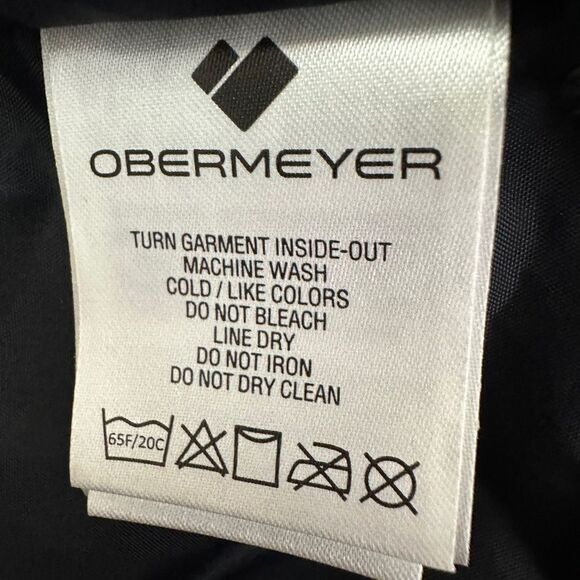 OBERMEYER
TURN GARMENT INSIDE-OUT
MACHINE WASH
COLD / LIKE COLORS
DO NOT BLEACH
LINE DRY
DO NOT IRON
DO NOT DRY CLEAN
65F/20C